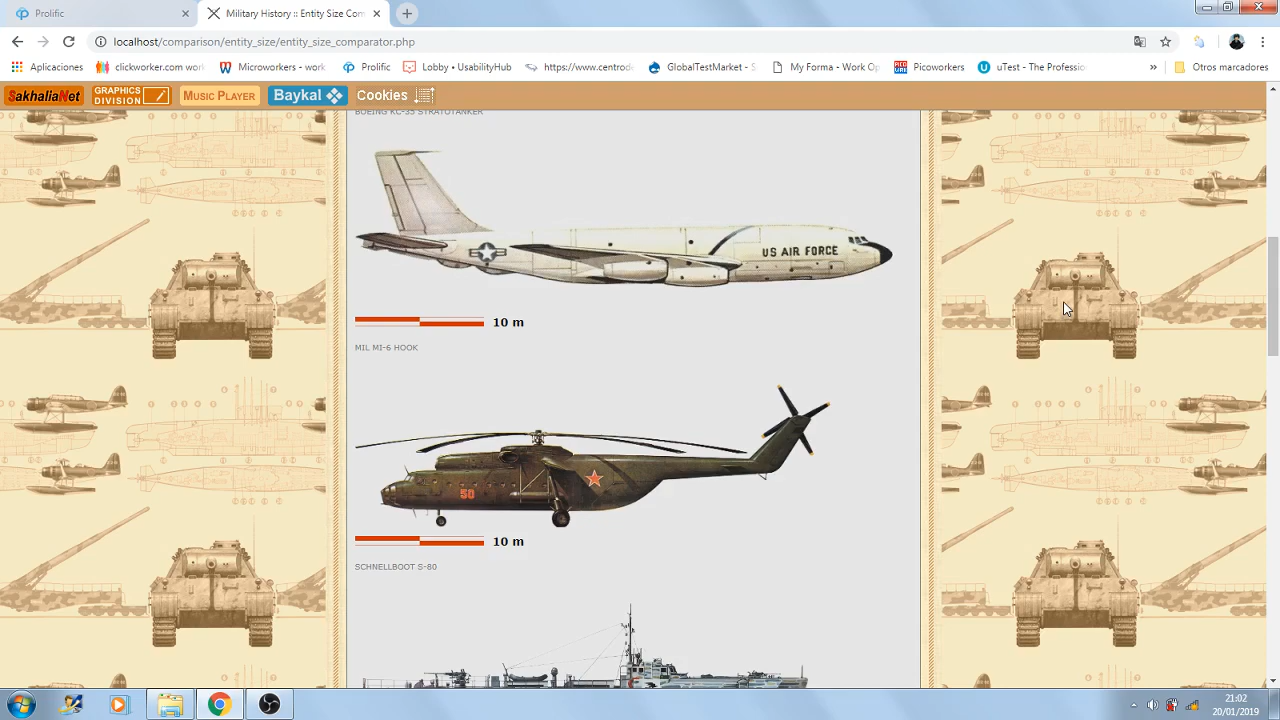 Prolific
Military History :: Entity Size Com
localhost/comparison/entity_size/entity_size_comparator.php
Aplicaciones
clickworker.com work
Microworkers - work
Prolific
Lobby • UsabilityHub
https://www.centrode
GlobalTestMarket - S
My Forma - Work Op
Picoworkers
uTest - The Professio
»
Otros marcadores
SakhaliaNet
GRAPHICS
DIVISION
MUSIC PLAYER
Baykal
Cookies
BOEING KC-35 STRATOTANKER
US AIR FORCE
10 m
MIL MI-6 HOOK
50
10 m
SCHNELLBOOT S-80
21:02
20/01/2019